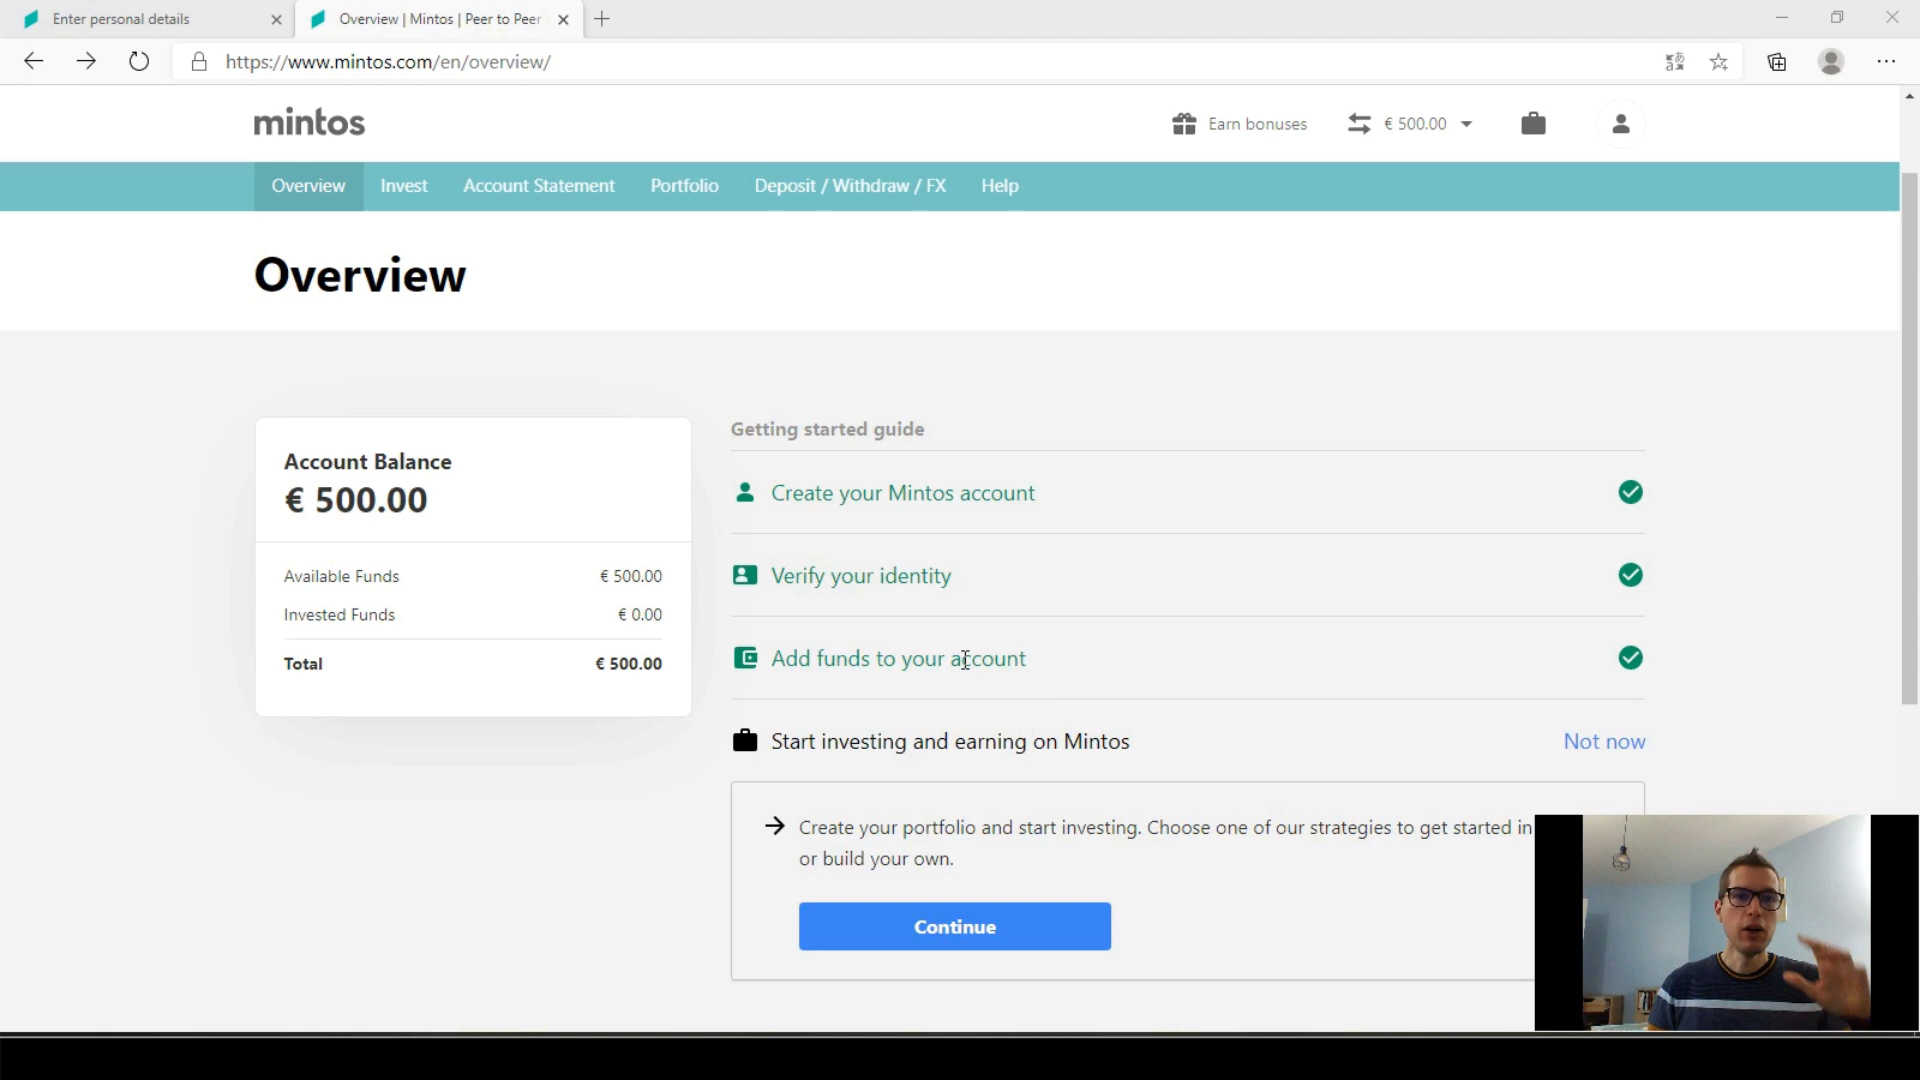 Enter personal details
Overview | Mintos | Peer to Peer
https://www.mintos.com/en/overview/
mintos
Earn bonuses
€ 500.00
Overview
Invest
Account Statement
Portfolio
Deposit / Withdraw / FX
Help
Overview
Account Balance
€ 500.00
Available Funds € 500.00
Invested Funds € 0.00
Total € 500.00
Getting started guide
Create your Mintos account
Verify your identity
Add funds to your account
Start investing and earning on Mintos
Not now
Create your portfolio and start investing. Choose one of our strategies to get started in
or build your own.
Continue